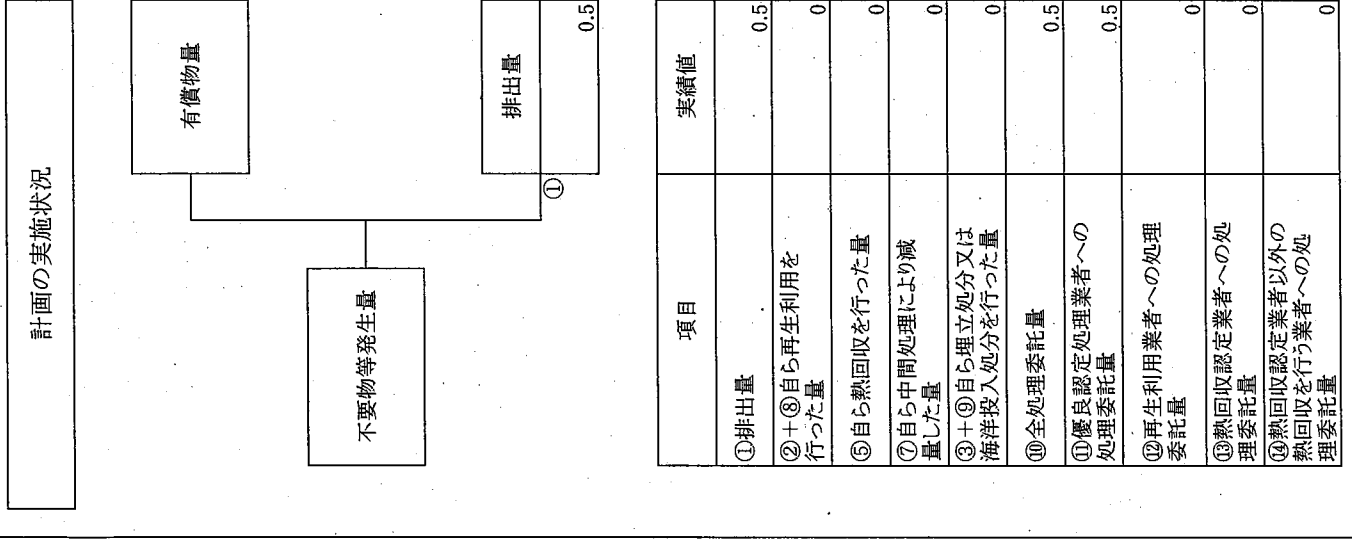 計画の実施状況
有償物量
不要物等発生量
排出量
①
0.5
項目
実績値
①排出量
0.5
②+⑧自ら再生利用を
行った量
0
⑤自ら熱回収を行った量
0
⑦自ら中間処理により減
量した量
0
③+⑨自ら埋立処分又は
海洋投入処分を行った量
0
⑩全処理委託量
0.5
⑪優良認定処理業者への
処理委託量
0.5
⑫再生利用業者への処理
委託量
0
⑬熱回収認定業者への処
理委託量
0
⑭熱回収認定業者以外の
熱回収を行う業者への処
理委託量
0